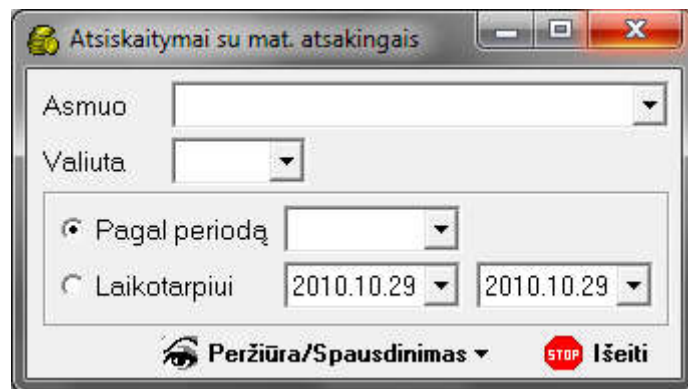 Atsiskaitymai su mat. atsakingais
Asmuo
Valiuta
Pagal periodą
Laikotarpiui 2010.10.29 2010.10.29
Peržiūra/Spausdinimas STOP Išeiti